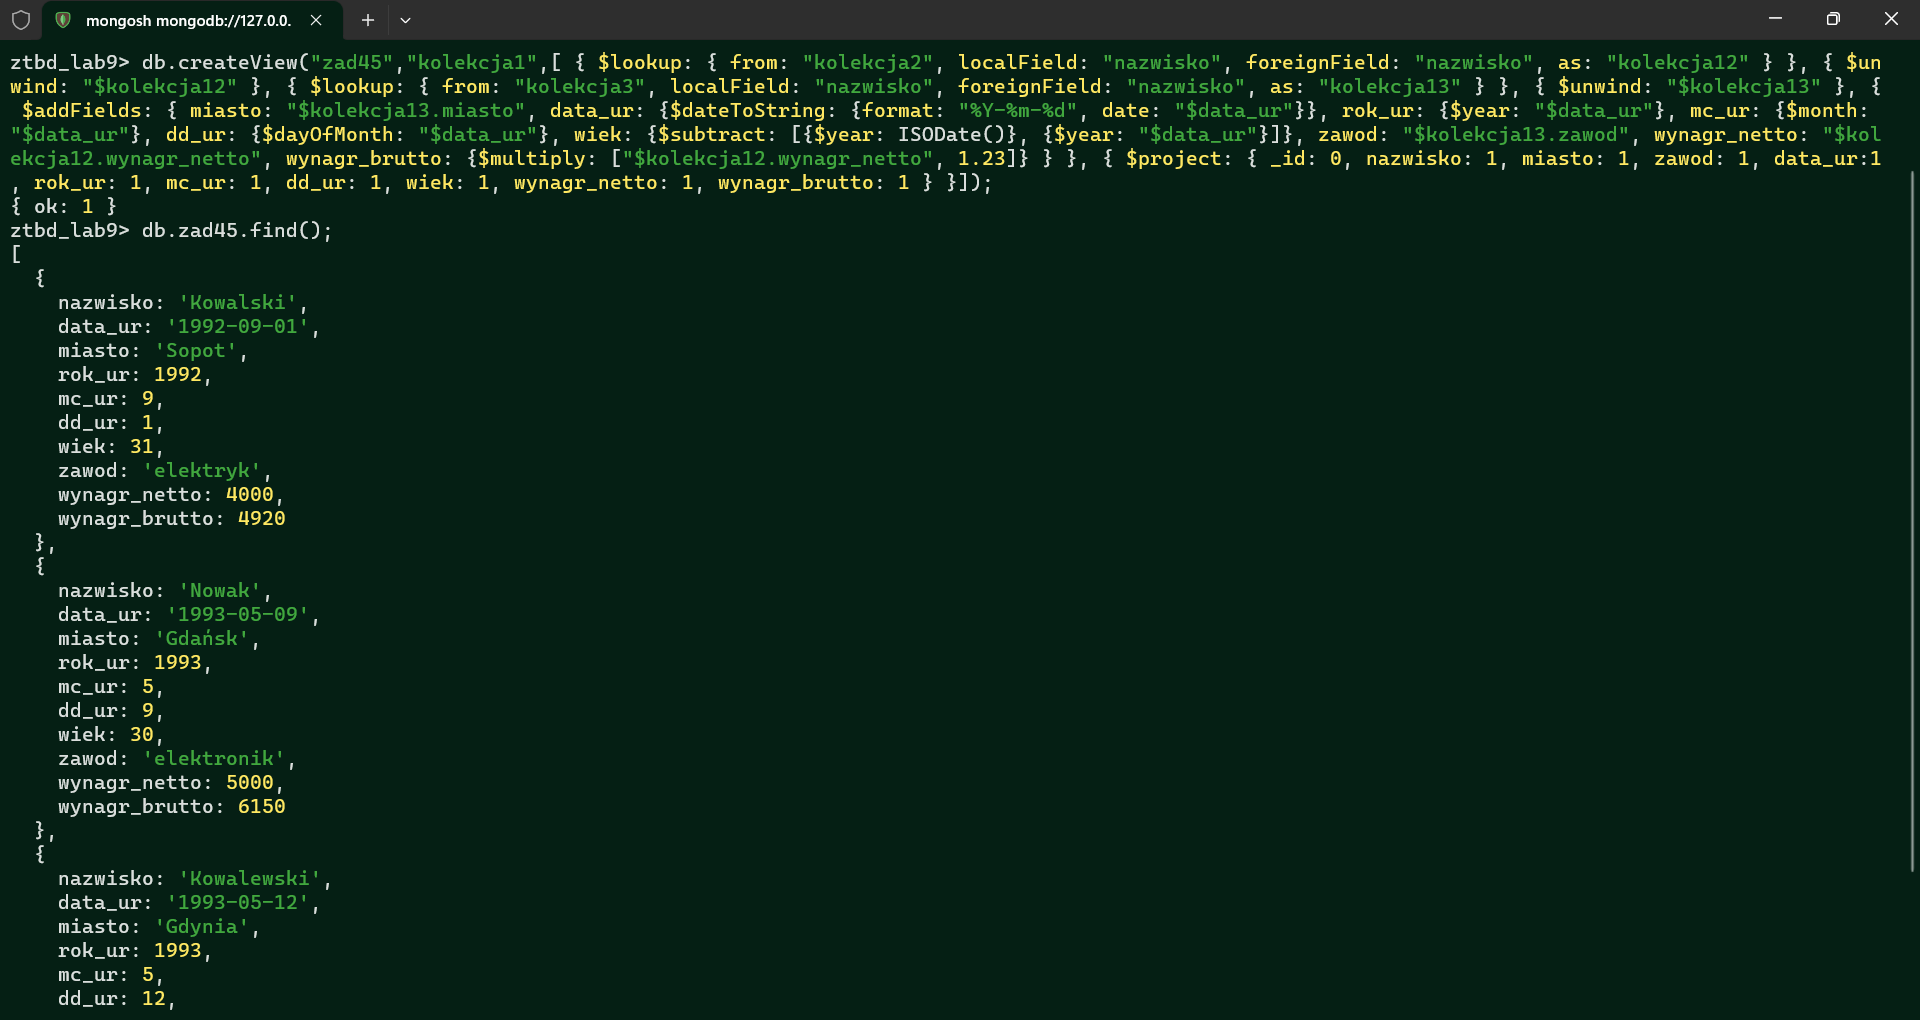 mongosh mongodb://127.0.0.
ztbd_lab9> db.createView("zad45","kolekcja1",[ { $lookup: { from: "kolekcja2", localField: "nazwisko", foreignField: "nazwisko", as: "kolekcja12" } }, { $un
wind: "$kolekcja12" }, { $lookup: { from: "kolekcja3", localField: "nazwisko", foreignField: "nazwisko", as: "kolekcja13" } }, { $unwind: "$kolekcja13" }, {
 $addFields: { miasto: "$kolekcja13.miasto", data_ur: {$dateToString: {format: "%Y-%m-%d", date: "$data_ur"}}, rok_ur: {$year: "$data_ur"}, mc_ur: {$month:
"$data_ur"}, dd_ur: {$dayOfMonth: "$data_ur"}, wiek: {$subtract: [{$year: ISODate()}, {$year: "$data_ur"}]}, zawod: "$kolekcja13.zawod", wynagr_netto: "$kol
ekcja12.wynagr_netto", wynagr_brutto: {$multiply: ["$kolekcja12.wynagr_netto", 1.23]} } }, { $project: { _id: 0, nazwisko: 1, miasto: 1, zawod: 1, data_ur:1
, rok_ur: 1, mc_ur: 1, dd_ur: 1, wiek: 1, wynagr_netto: 1, wynagr_brutto: 1 } }]);
{ ok: 1 }
ztbd_lab9> db.zad45.find();
[
  {
    nazwisko: 'Kowalski',
    data_ur: '1992-09-01',
    miasto: 'Sopot',
    rok_ur: 1992,
    mc_ur: 9,
    dd_ur: 1,
    wiek: 31,
    zawod: 'elektryk',
    wynagr_netto: 4000,
    wynagr_brutto: 4920
  },
  {
    nazwisko: 'Nowak',
    data_ur: '1993-05-09',
    miasto: 'Gdańsk',
    rok_ur: 1993,
    mc_ur: 5,
    dd_ur: 9,
    wiek: 30,
    zawod: 'elektronik',
    wynagr_netto: 5000,
    wynagr_brutto: 6150
  },
  {
    nazwisko: 'Kowalewski',
    data_ur: '1993-05-12',
    miasto: 'Gdynia',
    rok_ur: 1993,
    mc_ur: 5,
    dd_ur: 12,